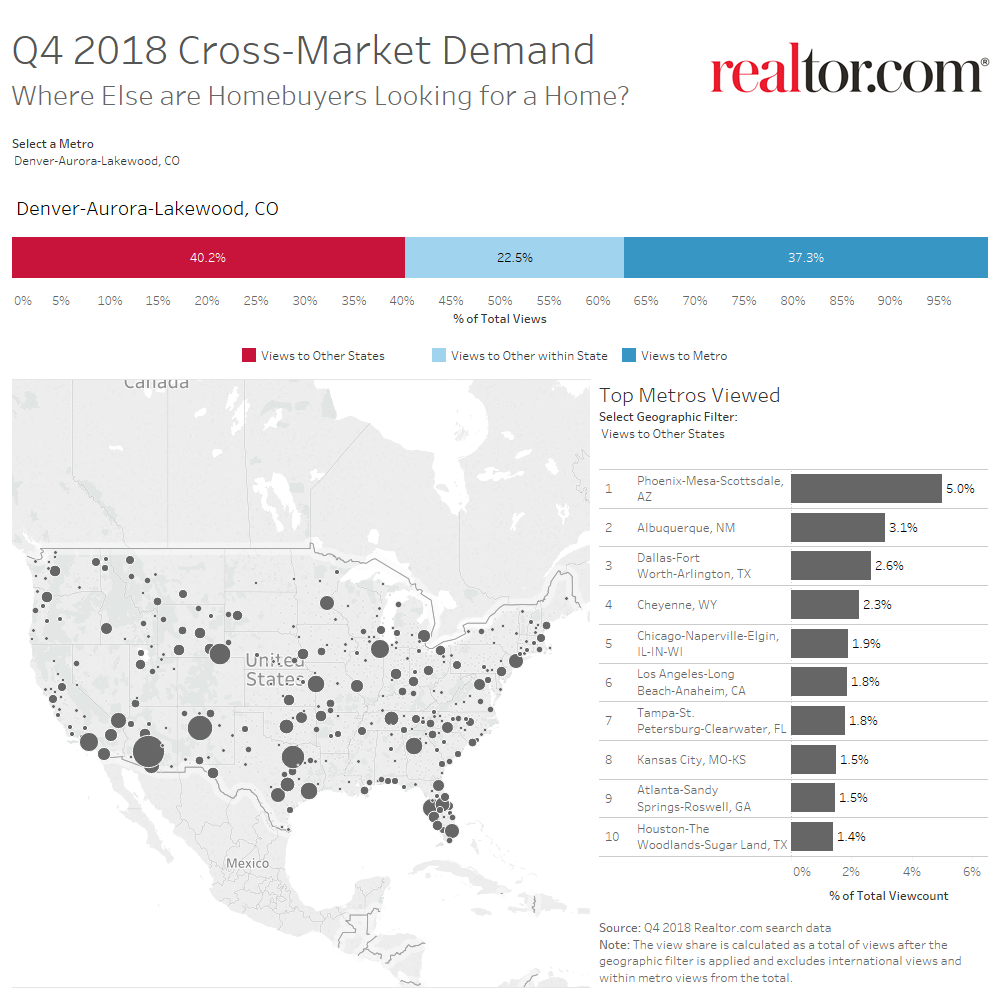 Q4 2018 Cross-Market Demand
Where Else are Homebuyers Looking for a Home?
realtor.com®
Select a Metro
Denver-Aurora-Lakewood, CO
Denver-Aurora-Lakewood, CO
40.2% 22.5% 37.3%
0% 5% 10% 15% 20% 25% 30% 35% 40% 45% 50% 55% 60% 65% 70% 75% 80% 85% 90% 95%
% of Total Views
Views to Other States Views to Other within State Views to Metro
Canada
United
States
Mexico
Top Metros Viewed
Select Geographic Filter:
Views to Other States
1 Phoenix-Mesa-Scottsdale, 5.0%
AZ
2 Albuquerque, NM 3.1%
3 Dallas-Fort 2.6%
Worth-Arlington, TX
4 Cheyenne, WY 2.3%
5 Chicago-Naperville-Elgin, 1.9%
IL-IN-WI
6 Los Angeles-Long 1.8%
Beach-Anaheim, CA
7 Tampa-St. 1.8%
Petersburg-Clearwater, FL
8 Kansas City, MO-KS 1.5%
9 Atlanta-Sandy 1.5%
Springs-Roswell, GA
10 Houston-The 1.4%
Woodlands-Sugar Land, TX
0% 2% 4% 6%
% of Total Viewcount
Source: Q4 2018 Realtor.com search data
Note: The view share is calculated as a total of views after the
geographic filter is applied and excludes international views and
within metro views from the total.